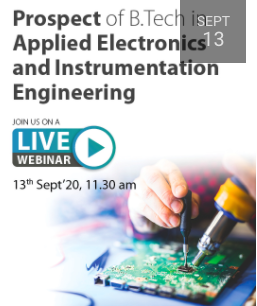 Prospect of B.Tech in
Applied Electronics
and Instrumentation
Engineering
SEPT
13
JOIN US ON A
LIVE
WEBINAR
13th Sept'20, 11.30 am